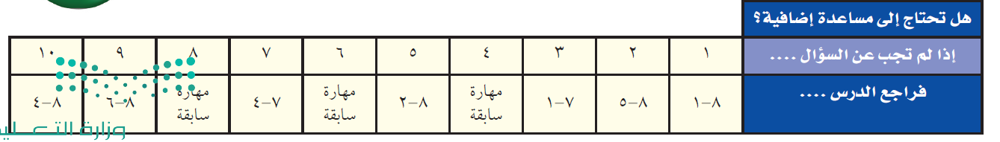 هل تحتاج إلى مساعدة إضافية؟
إذا لم تجب عن السؤال .... ١ ٢ ٣ ٤ ٥ ٦ ٧ ٨ ٩ ١٠
فراجع الدرس .... ٨–١ ٨–٥ ٧–١ مهارة سابقة ٨–٢ مهارة سابقة ٧–٤ مهارة سابقة ٨–٦ ٨–٤
وزارة التعليم